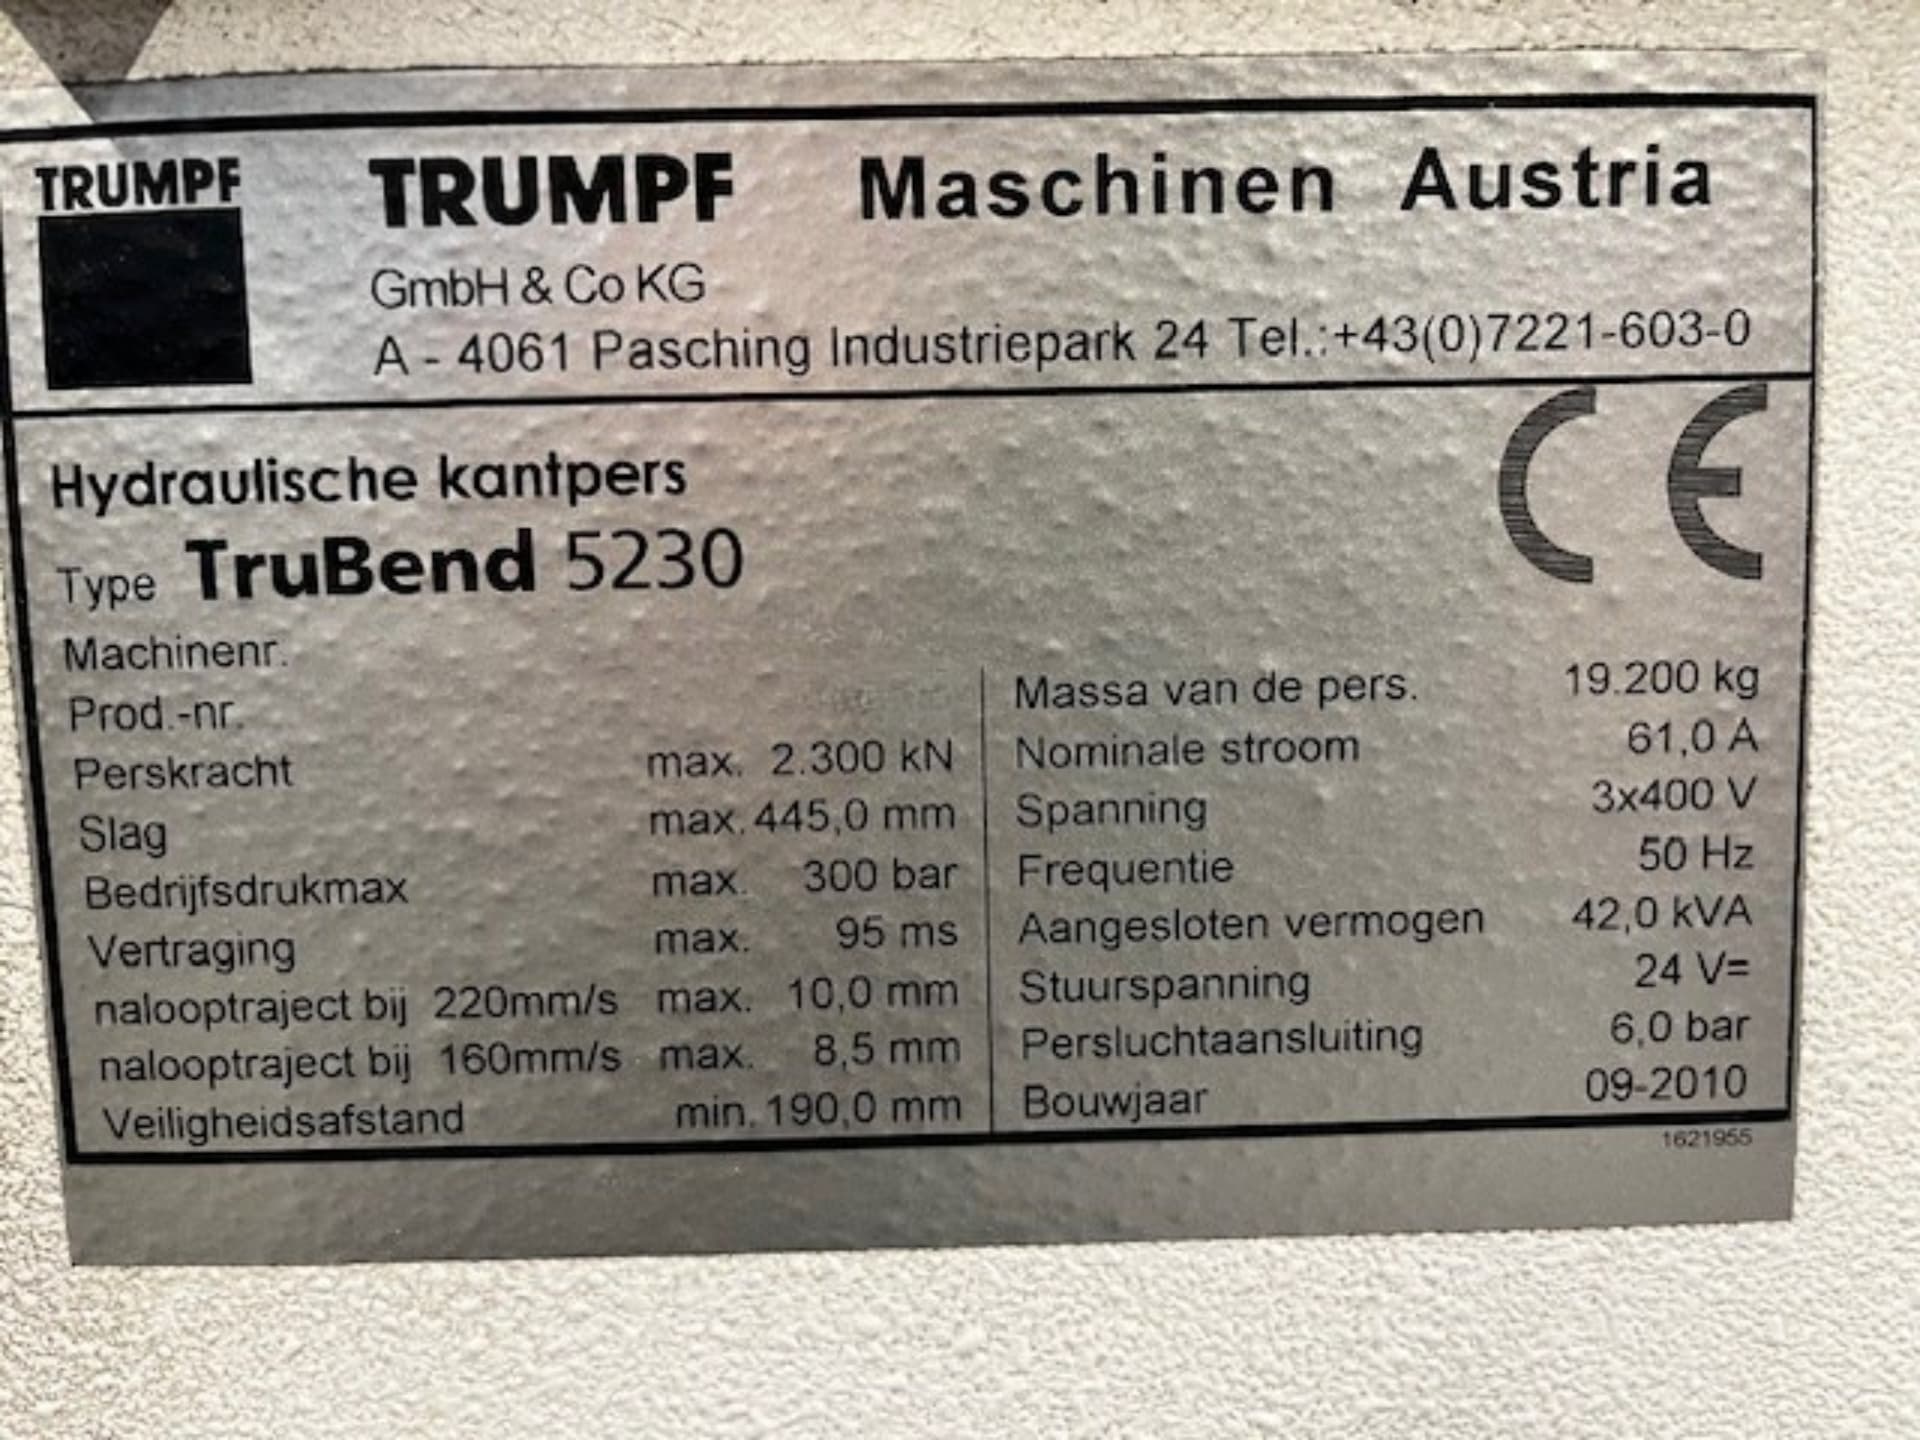 TRUMPF
TRUMPF Maschinen Austria
GmbH & Co KG
A - 4061 Pasching Industriepark 24 Tel.:+43(0)7221-603-0
CE
Hydraulische kantpers
Type TruBend 5230
Machinenr.
Prod.-nr.
Perskracht max. 2.300 kN
Slag max. 445,0 mm
Bedrijfsdrukmax max. 300 bar
Vertraging max. 95 ms
nalooptraject bij 220mm/s max. 10,0 mm
nalooptraject bij 160mm/s max. 8,5 mm
Veiligheidsafstand min. 190,0 mm
Massa van de pers. 19.200 kg
Nominale stroom 61,0 A
Spanning 3x400 V
Frequentie 50 Hz
Aangesloten vermogen 42,0 kVA
Stuurspanning 24 V=
Persluchtaansluiting 6,0 bar
Bouwjaar 09-2010
1621955